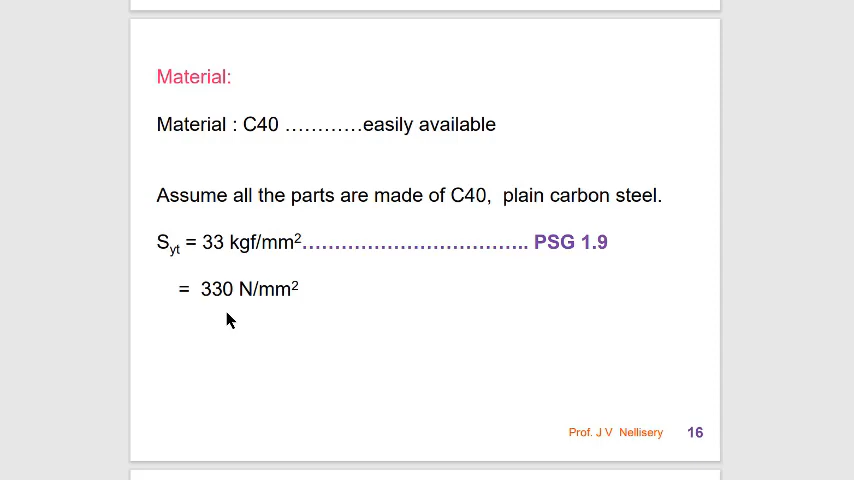 Material:
Material : C40 …………easily available
Assume all the parts are made of C40,  plain carbon steel.
Syt = 33 kgf/mm²…………………………….. PSG 1.9
=  330 N/mm²
Prof. J V  Nellisery 16